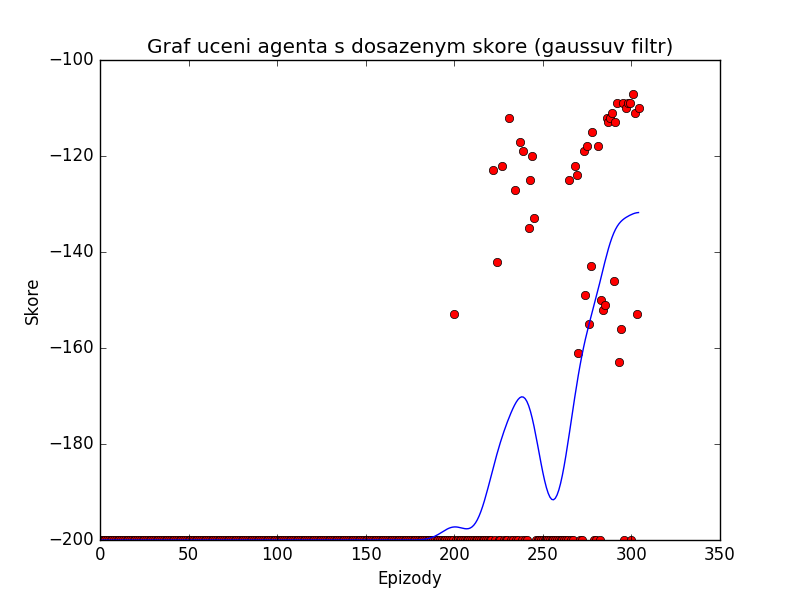 Graf uceni agenta s dosazenym skore (gaussuv filtr)
−100
−120
−140
−160
−180
−200
Skore
0 50 100 150 200 250 300 350
Epizody